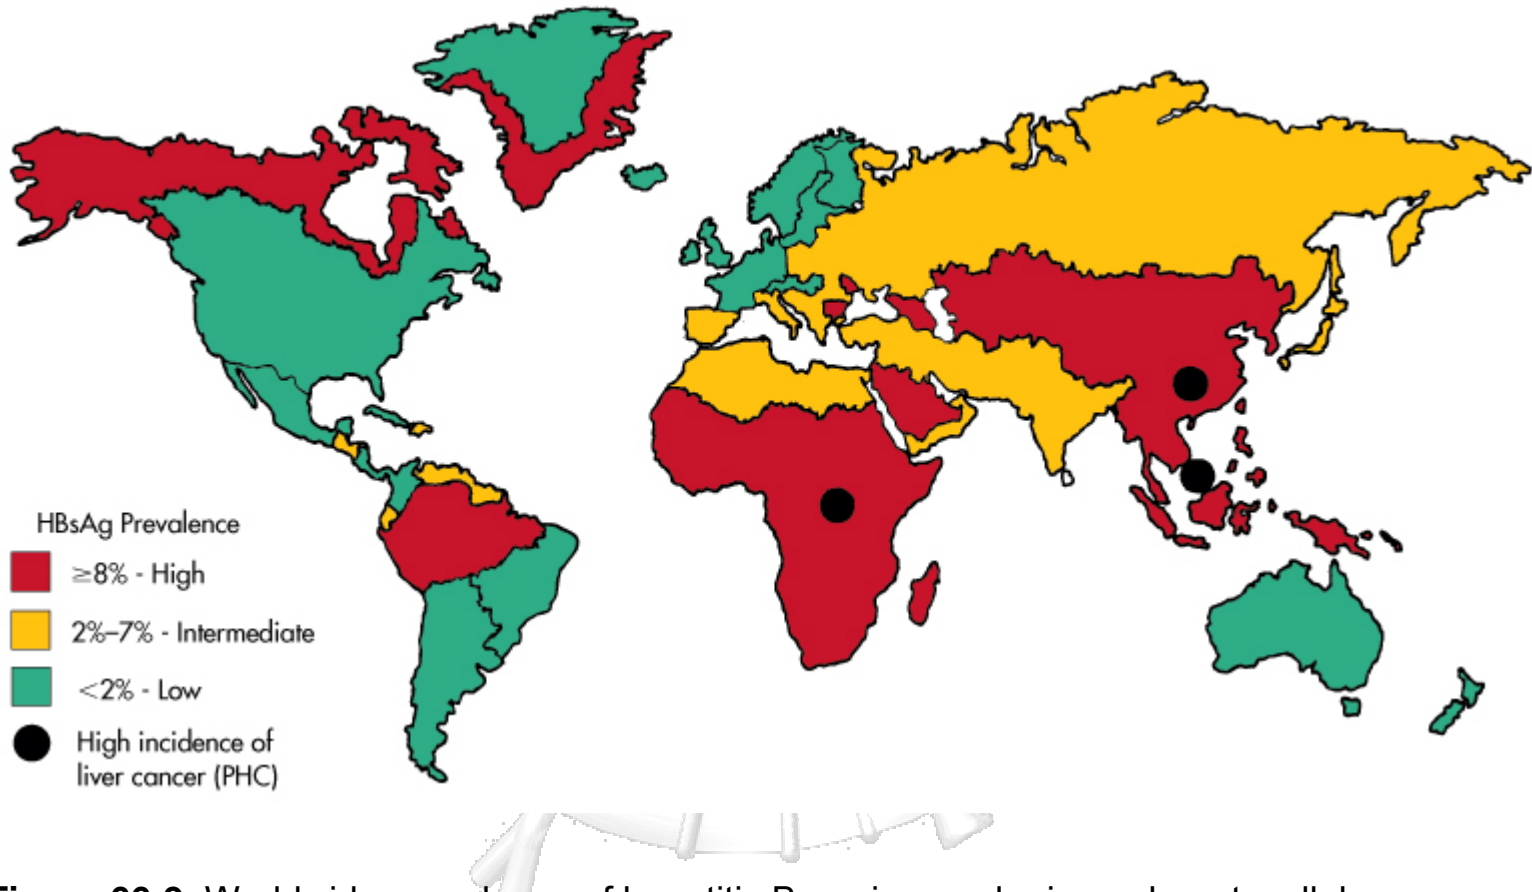 HBsAg Prevalence
≥8% - High
2%–7% - Intermediate
<2% - Low
High incidence of
liver cancer (PHC)